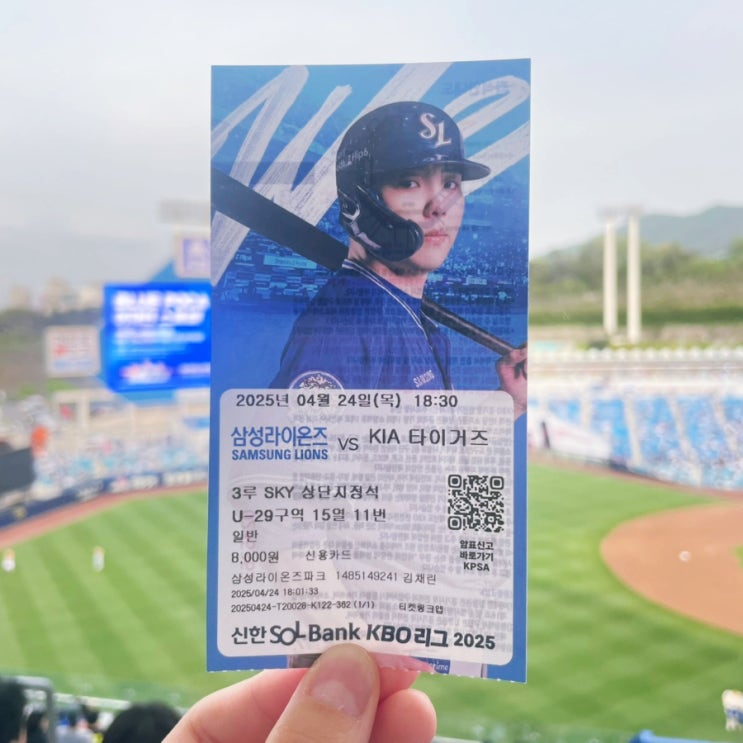 SL
2025년 04월 24일(목) 18:30
삼성라이온즈 VS KIA 타이거즈
SAMSUNG LIONS
3루 SKY 상단지정석
U-29구역 15열 11번
일반
8,000원 신용카드
암표신고
바로가기
KPSA
삼성라이온즈파크 1485149241 김채린
2025/04/24 18:01:33
20250424-T20028-K122-362 (1/1) 티켓링크앱
신한 SOL Bank KBO 리그 2025